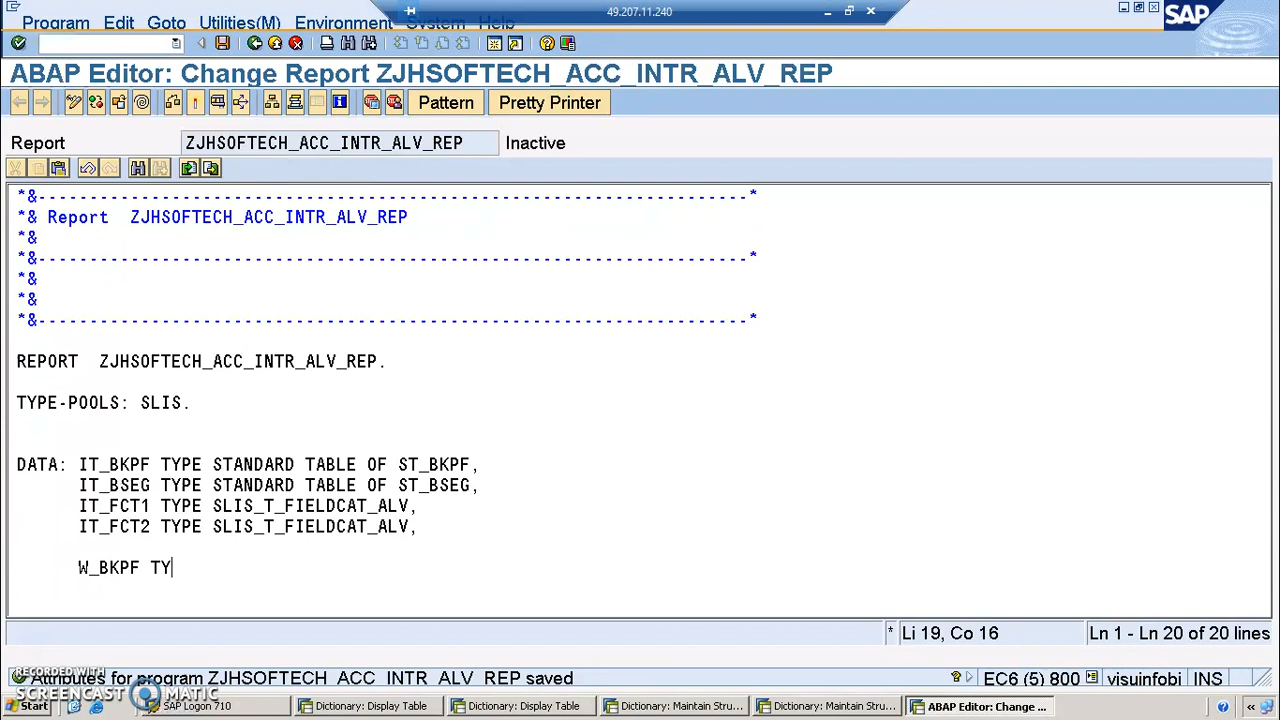 49.207.11.240
Program Edit Goto Utilities(M) Environment System Help
SAP
ABAP Editor: Change Report ZJHSOFTECH_ACC_INTR_ALV_REP
Pattern Pretty Printer
Report ZJHSOFTECH_ACC_INTR_ALV_REP Inactive
*&---------------------------------------------------------------------*
*& Report  ZJHSOFTECH_ACC_INTR_ALV_REP
*&
*&---------------------------------------------------------------------*
*&
*&
*&---------------------------------------------------------------------*
REPORT  ZJHSOFTECH_ACC_INTR_ALV_REP.
TYPE-POOLS: SLIS.
DATA: IT_BKPF TYPE STANDARD TABLE OF ST_BKPF,
IT_BSEG TYPE STANDARD TABLE OF ST_BSEG,
IT_FCT1 TYPE SLIS_T_FIELDCAT_ALV,
IT_FCT2 TYPE SLIS_T_FIELDCAT_ALV,
W_BKPF TY
* Li 19, Co 16 Ln 1 - Ln 20 of 20 lines
RECORDED WITH
SCREENCAST MATIC
Attributes for program ZJHSOFTECH_ACC_INTR_ALV_REP saved
EC6 (5) 800 visuinfobi INS
Start SAP Logon 710 Dictionary: Display Table Dictionary: Display Table Dictionary: Maintain Stru... Dictionary: Maintain Stru... ABAP Editor: Change ...